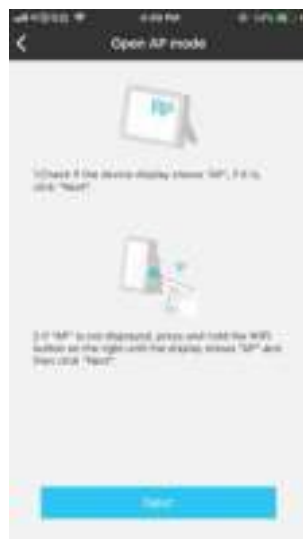 Open AP mode
AP
1.Check if the device display shows "AP", if it is,
click "Next".
2.If "AP" is not displayed, press and hold the WIFI
button on the right until the display shows "AP" and
then click "Next".
Next